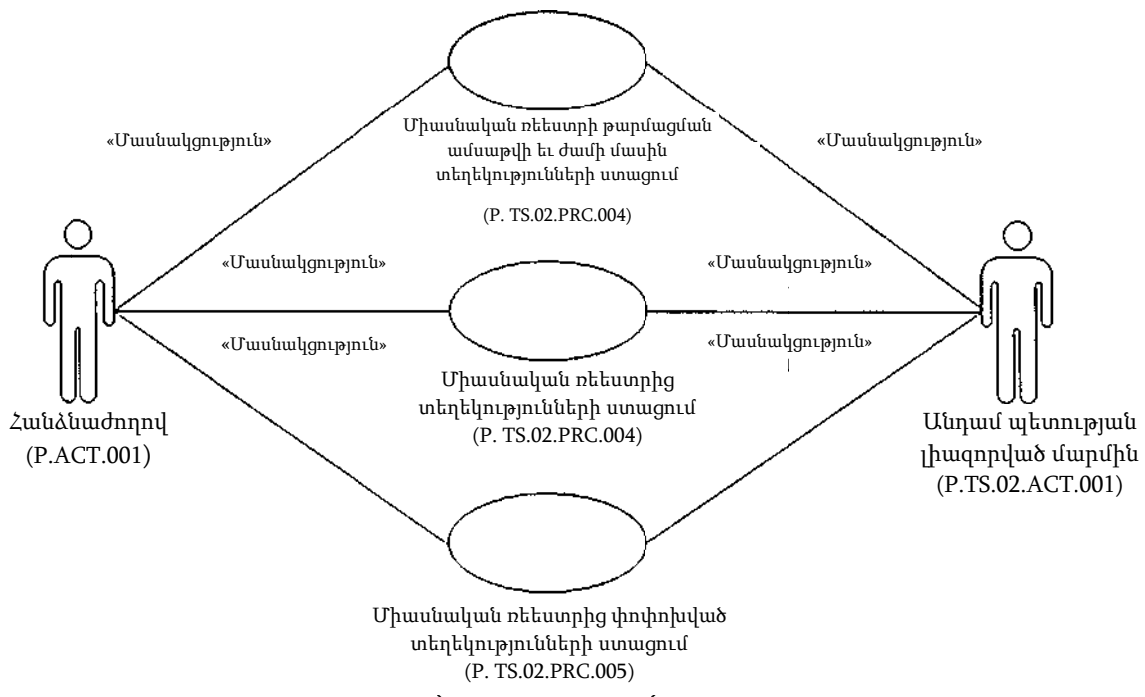 «Մասնակցություն»
«Մասնակցություն»
Միասնական ռեեստրի թարմացման
ամսաթվի եւ ժամի մասին
տեղեկությունների ստացում
(P. TS.02.PRC.004)
«Մասնակցություն»
«Մասնակցություն»
«Մասնակցություն»
«Մասնակցություն»
Միասնական ռեեստրից
տեղեկությունների ստացում
(P. TS.02.PRC.004)
Հանձնաժողով
(P.ACT.001)
Անդամ պետության
լիազորված մարմին
(P.TS.02.ACT.001)
Միասնական ռեեստրից փոփոխված
տեղեկությունների ստացում
(P. TS.02.PRC.005)